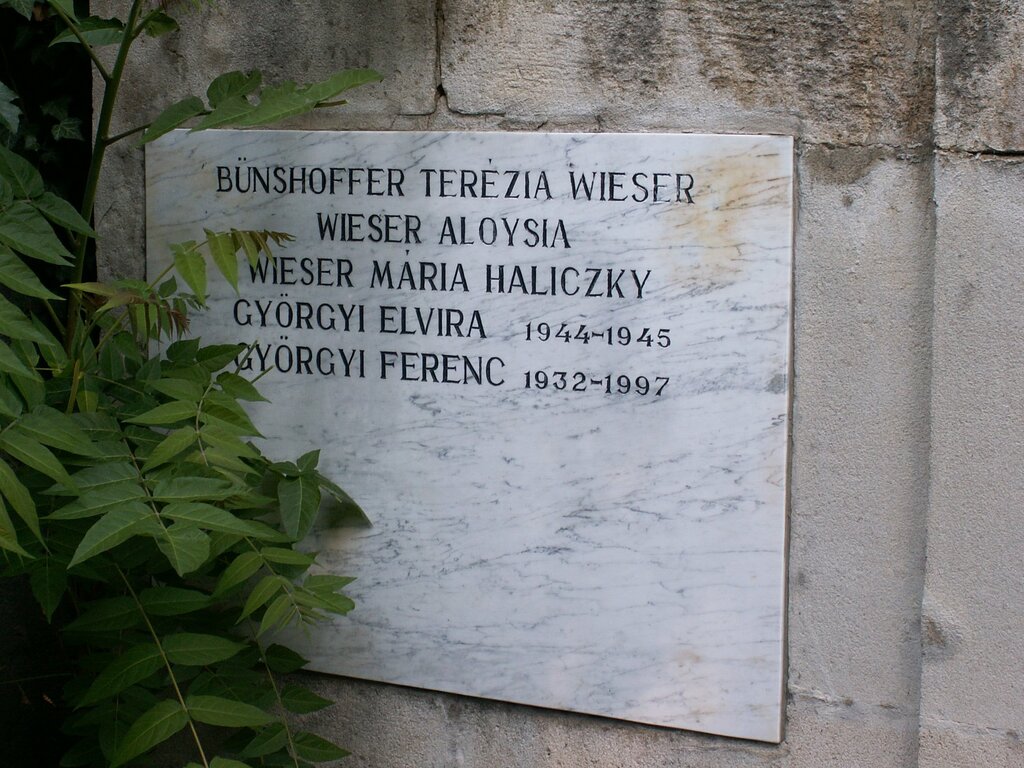 BÜNSHOFFER TERÉZIA WIESER
WIESER ALOYSIA
WIESER MÁRIA HALICZKY
GYÖRGYI ELVIRA 1944-1945
GYÖRGYI FERENC 1932-1997